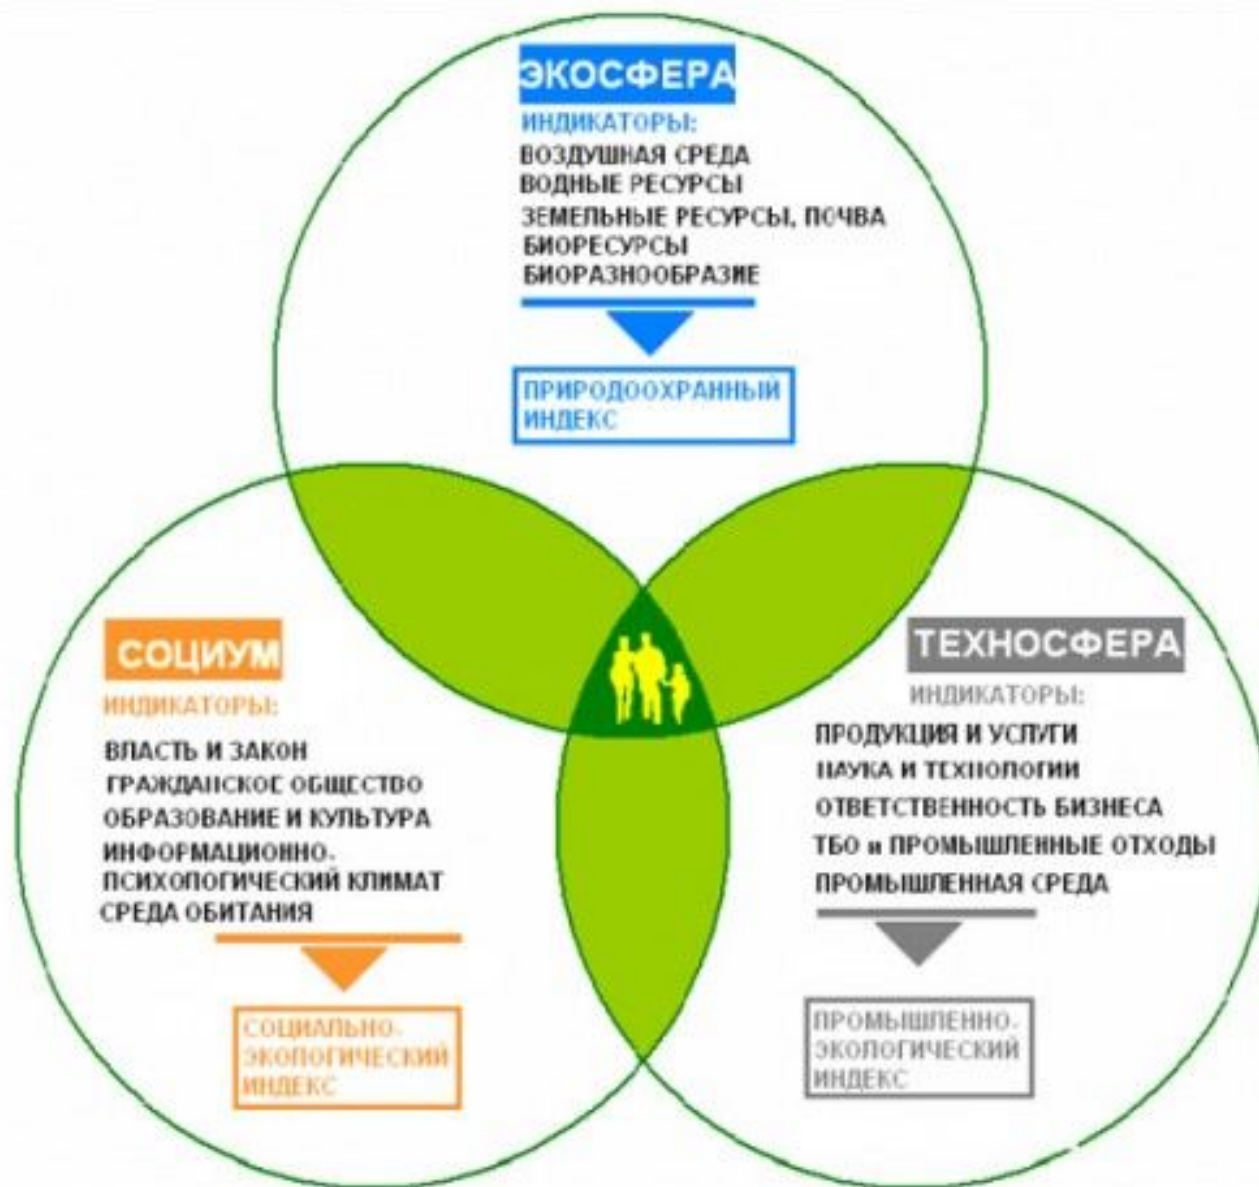 ЭКОСФЕРА
ИНДИКАТОРЫ:
ВОЗДУШНАЯ СРЕДА
ВОДНЫЕ РЕСУРСЫ
ЗЕМЕЛЬНЫЕ РЕСУРСЫ, ПОЧВА
БИОРЕСУРСЫ
БИОРАЗНООБРАЗИЕ
ПРИРОДООХРАННЫЙ
ИНДЕКС
СОЦИУМ
ИНДИКАТОРЫ:
ВЛАСТЬ И ЗАКОН
ГРАЖДАНСКОЕ ОБЩЕСТВО
ОБРАЗОВАНИЕ И КУЛЬТУРА
ИНФОРМАЦИОННО-
ПСИХОЛОГИЧЕСКИЙ КЛИМАТ
СРЕДА ОБИТАНИЯ
СОЦИАЛЬНО-
ЭКОЛОГИЧЕСКИЙ
ИНДЕКС
ТЕХНОСФЕРА
ИНДИКАТОРЫ:
ПРОДУКЦИЯ И УСЛУГИ
НАУКА И ТЕХНОЛОГИИ
ОТВЕТСТВЕННОСТЬ БИЗНЕСА
ТБО и ПРОМЫШЛЕННЫЕ ОТХОДЫ
ПРОМЫШЛЕННАЯ СРЕДА
ПРОМЫШЛЕННО-
ЭКОЛОГИЧЕСКИЙ
ИНДЕКС